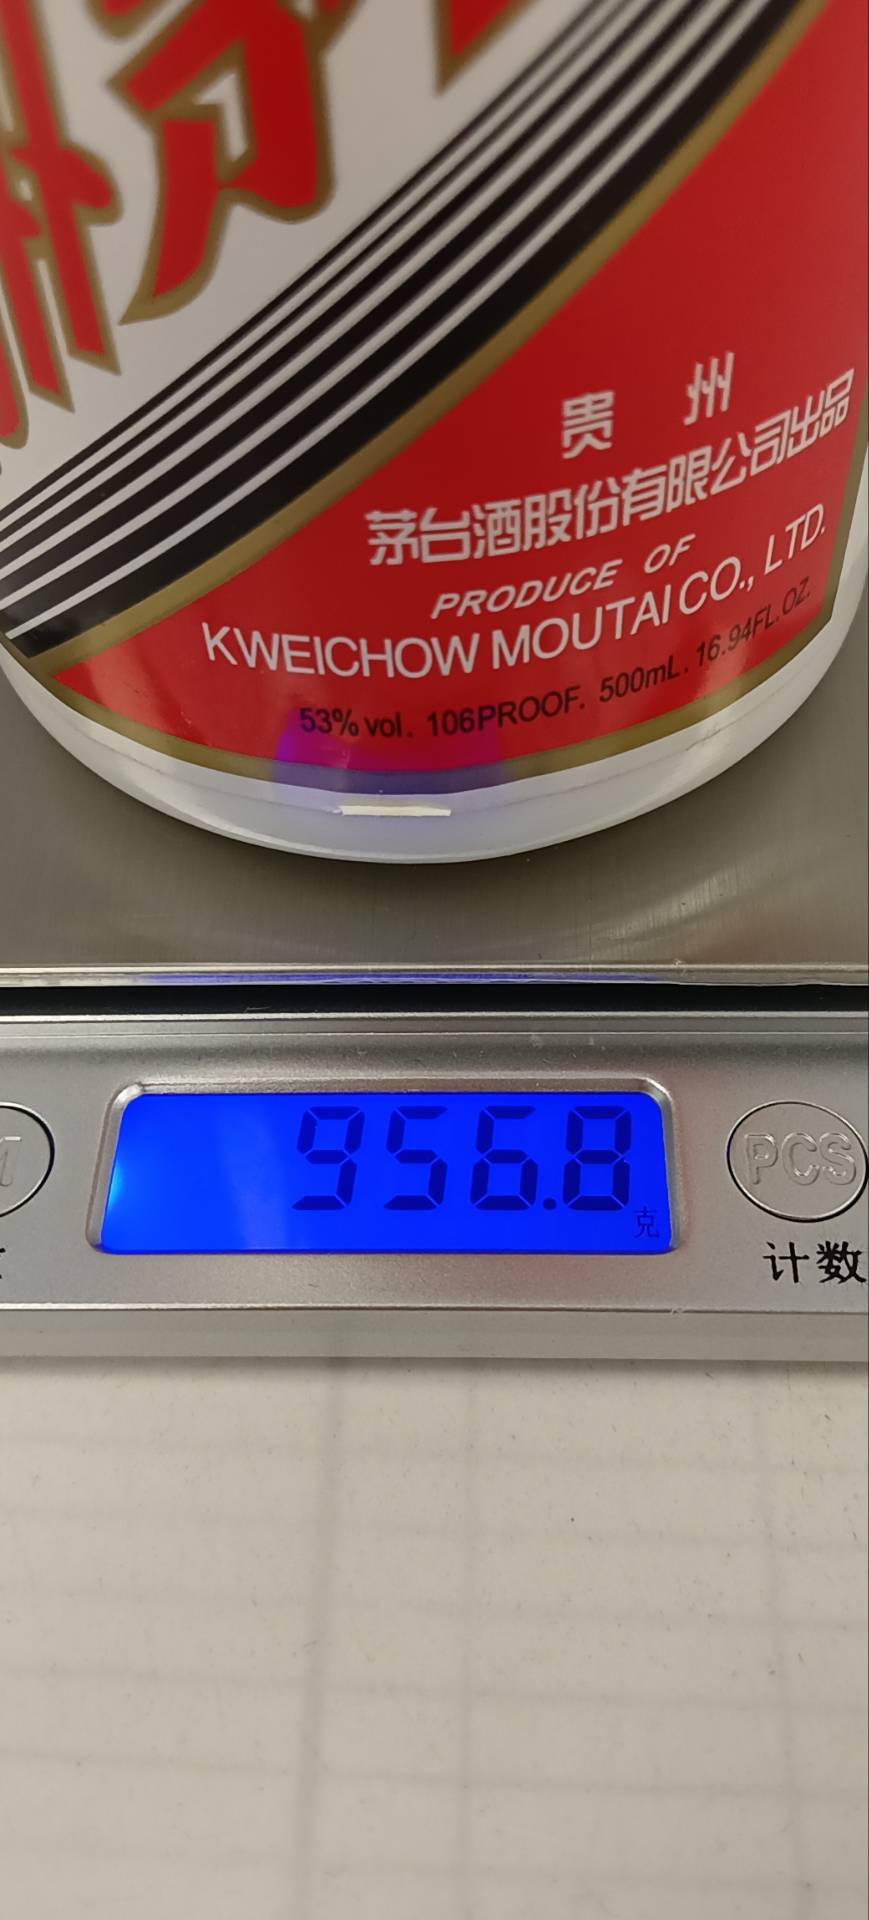 贵州
茅台酒股份有限公司出品
PRODUCE OF
KWEICHOW MOUTAI CO., LTD.
53% vol. 106PROOF. 500mL. 16.94FL.OZ.
956.8
克
PCS
计数